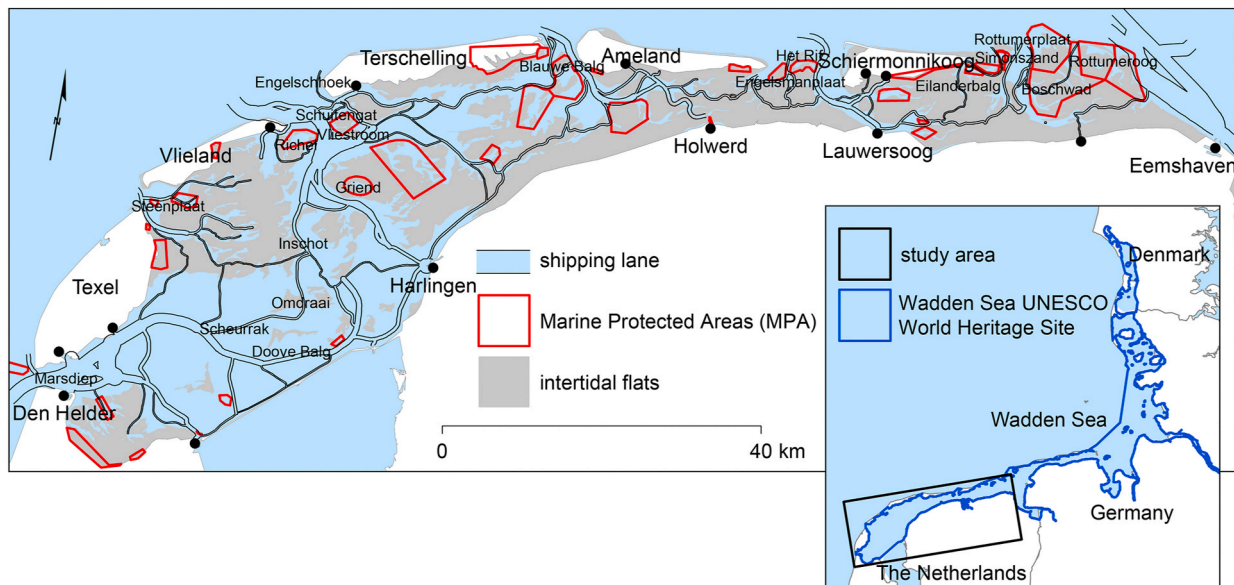 Terschelling
Ameland
Rottumerplaat
Het Rif
Schiermonnikoog
Simonszand
Blauwe Balg
Rottumeroog
Engelschhoek
Engelsmanplaat
Eilanderbalg
Boschwad
Schuitengat
Vliestroom
Richel
Holwerd
Lauwersoog
Vlieland
Eemshaven
Griend
Steenplaat
Inschot
Texel
Harlingen
Omdraai
Scheurrak
Doove Balg
Marsdiep
Den Helder
N
shipping lane
Marine Protected Areas (MPA)
intertidal flats
0
40 km
study area
Wadden Sea UNESCO
World Heritage Site
Denmark
Wadden Sea
Germany
The Netherlands